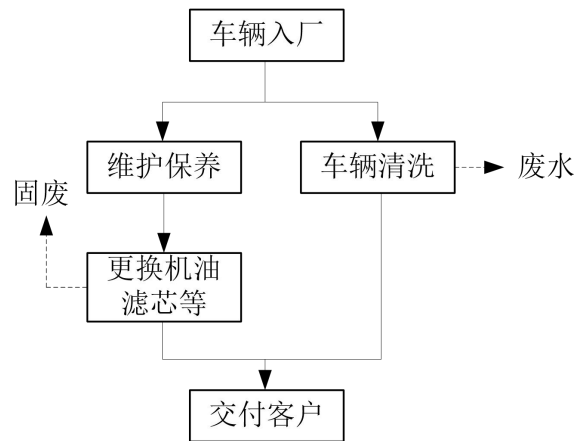 车辆入厂
维护保养
车辆清洗
废水
固废
更换机油
滤芯等
交付客户